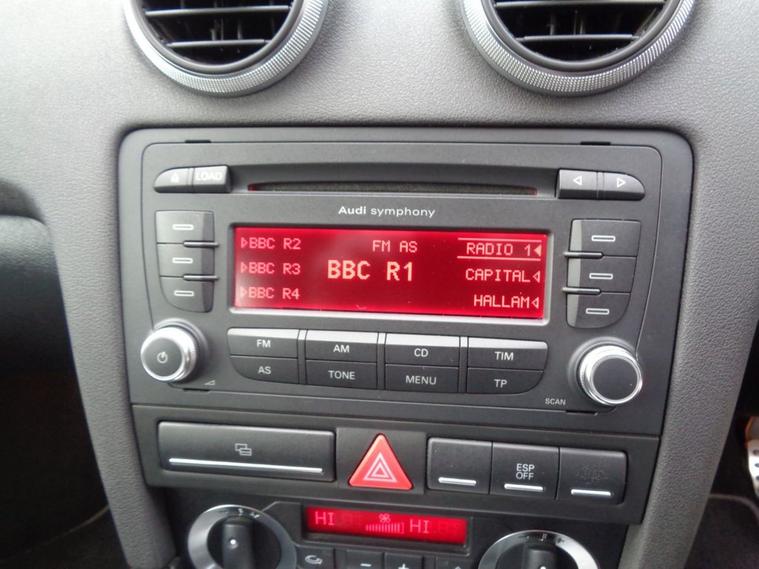 LOAD
Audi symphony
BBC R2 FM AS RADIO 1
BBC R3 BBC R1 CAPITAL
BBC R4 HALLAM
FM AM CD TIM
AS TONE MENU TP
SCAN
ESP
OFF
HI HI